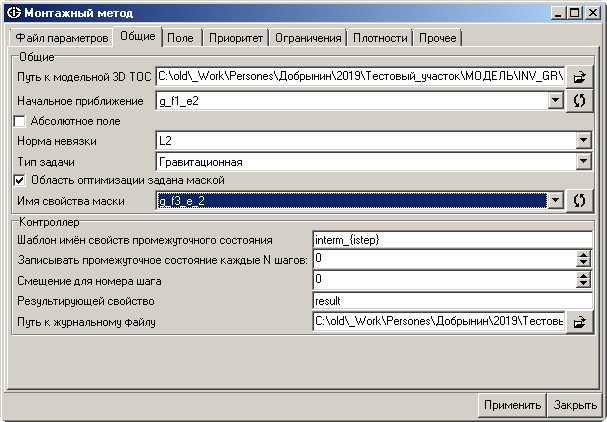 Монтажный метод
Файл параметров Общие Поле Приоритет Ограничения Плотности Прочее
Общие
Путь к модельной 3D ТОС C:\old\_Work\Persones\Добрынин\2019\Тестовый_участок\МОДЕЛЬ\INV_GR\
Начальное приближение g_f1_e2
Абсолютное поле
Норма невязки L2
Тип задачи Гравитационная
Область оптимизации задана маской
Имя свойства маски g_f3_e_2
Контроллер
Шаблон имён свойств промежуточного состояния interm_{istep}
Записывать промежуточное состояние каждые N шагов: 0
Смещение для номера шага 0
Результирующей свойство result
Путь к журнальному файлу C:\old\_Work\Persones\Добрынин\2019\Тестовы
Применить Закрыть